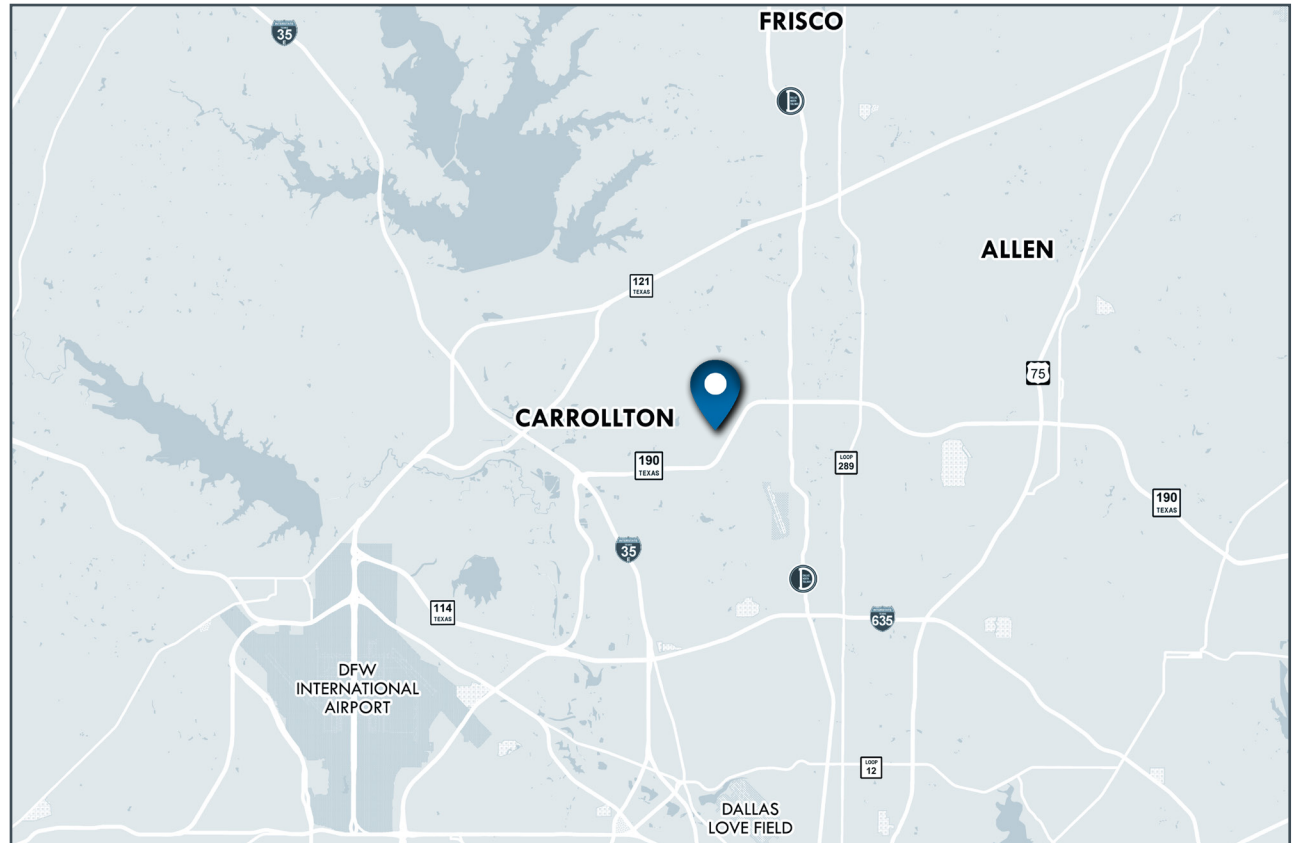 FRISCO
INTERSTATE
35
E
D
ALLEN
121
TEXAS
75
CARROLLTON
190
TEXAS
LOOP
289
190
TEXAS
35
D
114
TEXAS
635
DFW
INTERNATIONAL
AIRPORT
LOOP
12
DALLAS
LOVE FIELD